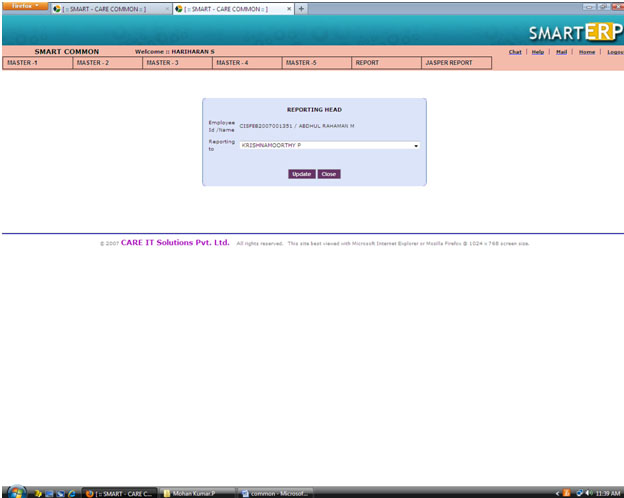 Firefox
[ :: SMART - CARE COMMON :: ]
[ :: SMART - CARE COMMON :: ]
SMARTERP
SMART COMMON
Welcome :: HARIHARAN S
Chat | Help | Mail | Home | Logout
MASTER -1
MASTER - 2
MASTER - 3
MASTER - 4
MASTER -5
REPORT
JASPER REPORT
REPORTING HEAD
Employee
Id /Name
CISFEB2007001351 / ABDHUL RAHAMAN M
Reporting
to
KRISHNAMOORTHY P
Update
Close
© 2007 CARE IT Solutions Pvt. Ltd. All rights reserved. This site best viewed with Microsoft Internet Explorer or Mozilla Firefox @ 1024 x 768 screen size.
[ :: SMART - CARE C...
Mohan Kumar.P
common - Microsof...
11:39 AM